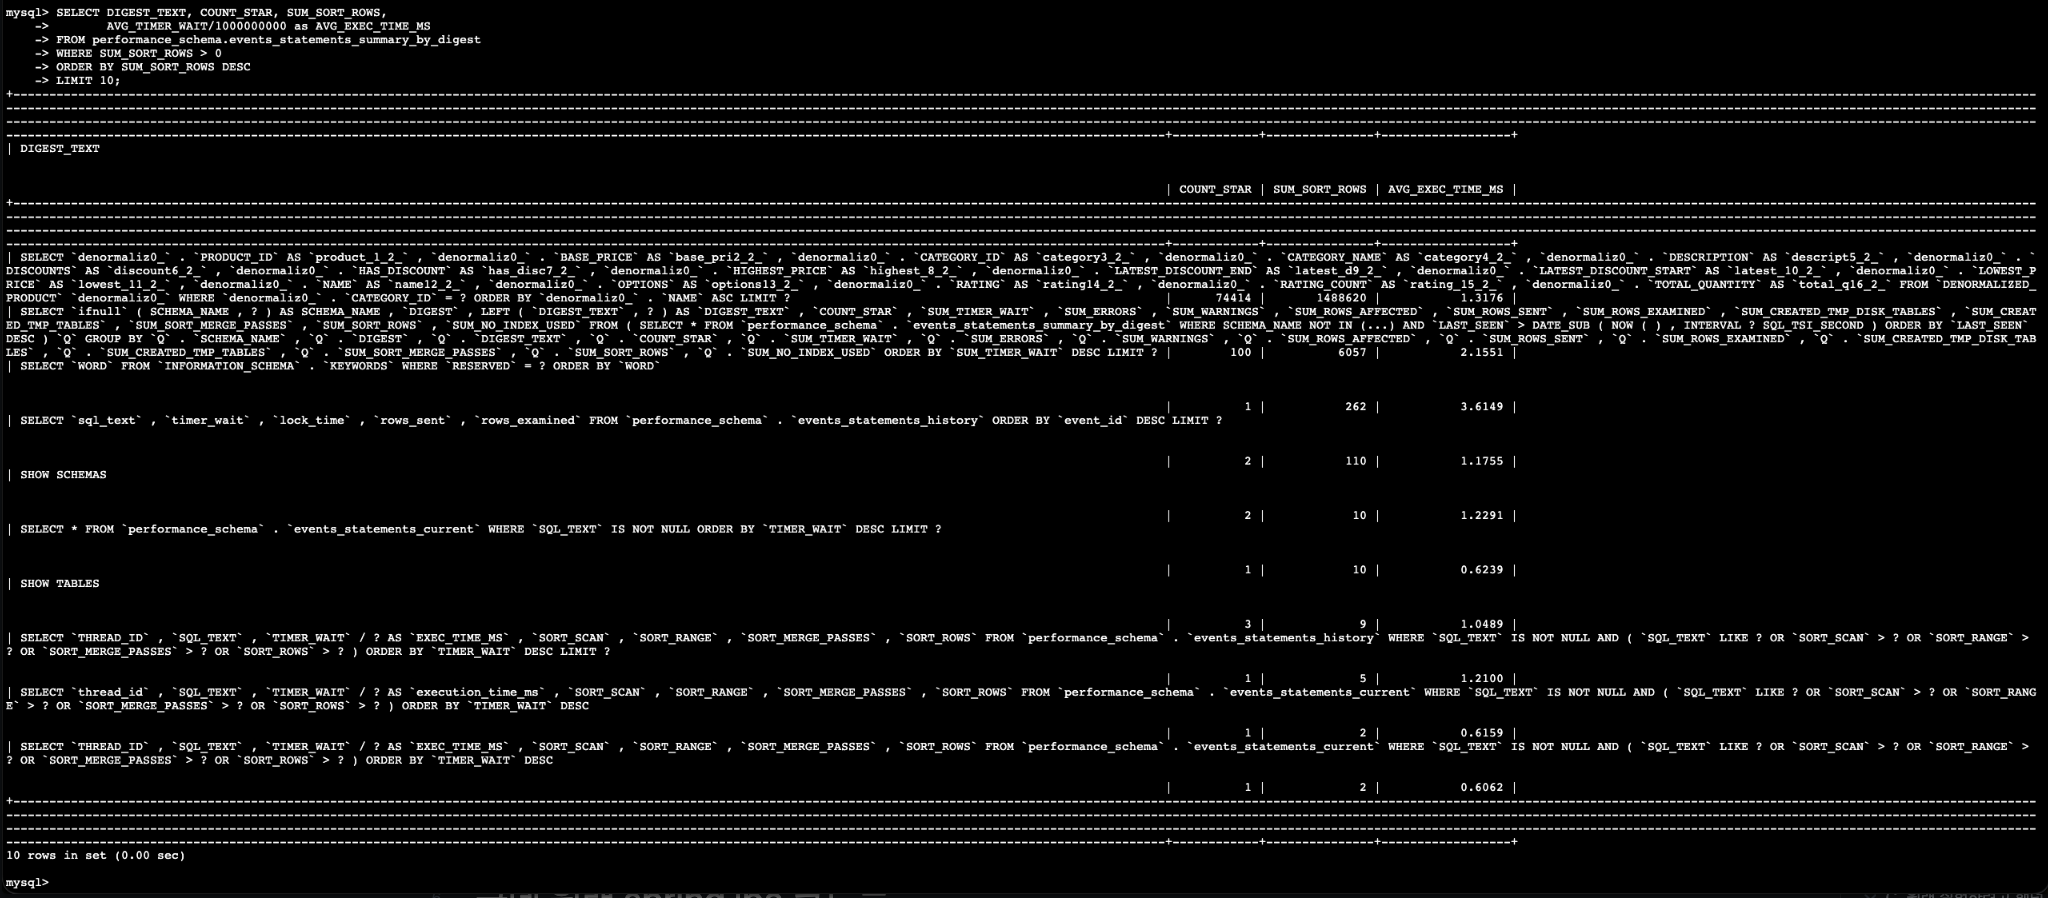 mysql> SELECT DIGEST_TEXT, COUNT_STAR, SUM_SORT_ROWS,
    ->        AVG_TIMER_WAIT/1000000000 as AVG_EXEC_TIME_MS
    -> FROM performance_schema.events_statements_summary_by_digest
    -> WHERE SUM_SORT_ROWS > 0
    -> ORDER BY SUM_SORT_ROWS DESC
    -> LIMIT 10;
| DIGEST_TEXT
| COUNT_STAR | SUM_SORT_ROWS | AVG_EXEC_TIME_MS |
| SELECT `denormaliz0_` . `PRODUCT_ID` AS `product_1_2_` , `denormaliz0_` . `BASE_PRICE` AS `base_pri2_2_` , `denormaliz0_` . `CATEGORY_ID` AS `category3_2_` , `denormaliz0_` . `CATEGORY_NAME` AS `category4_2_` , `denormaliz0_` . `DESCRIPTION` AS `descript5_2_` , `denormaliz0_` . `
DISCOUNTS` AS `discount6_2_` , `denormaliz0_` . `HAS_DISCOUNT` AS `has_disc7_2_` , `denormaliz0_` . `HIGHEST_PRICE` AS `highest_8_2_` , `denormaliz0_` . `LATEST_DISCOUNT_END` AS `latest_d9_2_` , `denormaliz0_` . `LATEST_DISCOUNT_START` AS `latest_10_2_` , `denormaliz0_` . `LOWEST_P
RICE` AS `lowest_11_2_` , `denormaliz0_` . `NAME` AS `name12_2_` , `denormaliz0_` . `OPTIONS` AS `options13_2_` , `denormaliz0_` . `RATING` AS `rating14_2_` , `denormaliz0_` . `RATING_COUNT` AS `rating_15_2_` , `denormaliz0_` . `TOTAL_QUANTITY` AS `total_q16_2_` FROM `DENORMALIZED_
PRODUCT` `denormaliz0_` WHERE `denormaliz0_` . `CATEGORY_ID` = ? ORDER BY `denormaliz0_` . `NAME` ASC LIMIT ? | 74414 | 1488620 | 1.3176 |
| SELECT `ifnull` ( SCHEMA_NAME , ? ) AS SCHEMA_NAME , `DIGEST` , LEFT ( `DIGEST_TEXT` , ? ) AS `DIGEST_TEXT` , `COUNT_STAR` , `SUM_TIMER_WAIT` , `SUM_ERRORS` , `SUM_WARNINGS` , `SUM_ROWS_AFFECTED` , `SUM_ROWS_SENT` , `SUM_ROWS_EXAMINED` , `SUM_CREATED_TMP_DISK_TABLES` , `SUM_CREAT
ED_TMP_TABLES` , `SUM_SORT_MERGE_PASSES` , `SUM_SORT_ROWS` , `SUM_NO_INDEX_USED` FROM ( SELECT * FROM `performance_schema` . `events_statements_summary_by_digest` WHERE SCHEMA_NAME NOT IN (...) AND `LAST_SEEN` > DATE_SUB ( NOW ( ) , INTERVAL ? SQL_TSI_SECOND ) ORDER BY `LAST_SEEN`
DESC ) `Q` GROUP BY `Q` . `SCHEMA_NAME` , `Q` . `DIGEST` , `Q` . `DIGEST_TEXT` , `Q` . `COUNT_STAR` , `Q` . `SUM_TIMER_WAIT` , `Q` . `SUM_ERRORS` , `Q` . `SUM_WARNINGS` , `Q` . `SUM_ROWS_AFFECTED` , `Q` . `SUM_ROWS_SENT` , `Q` . `SUM_ROWS_EXAMINED` , `Q` . `SUM_CREATED_TMP_DISK_TAB
LES` , `Q` . `SUM_CREATED_TMP_TABLES` , `Q` . `SUM_SORT_MERGE_PASSES` , `Q` . `SUM_SORT_ROWS` , `Q` . `SUM_NO_INDEX_USED` ORDER BY `SUM_TIMER_WAIT` DESC LIMIT ? | 100 | 6057 | 2.1551 |
| SELECT `WORD` FROM `INFORMATION_SCHEMA` . `KEYWORDS` WHERE `RESERVED` = ? ORDER BY `WORD`
| 1 | 262 | 3.6149 |
| SELECT `sql_text` , `timer_wait` , `lock_time` , `rows_sent` , `rows_examined` FROM `performance_schema` . `events_statements_history` ORDER BY `event_id` DESC LIMIT ?
| 2 | 110 | 1.1755 |
| SHOW SCHEMAS
| 2 | 10 | 1.2291 |
| SELECT * FROM `performance_schema` . `events_statements_current` WHERE `SQL_TEXT` IS NOT NULL ORDER BY `TIMER_WAIT` DESC LIMIT ?
| 1 | 10 | 0.6239 |
| SHOW TABLES
| 3 | 9 | 1.0489 |
| SELECT `THREAD_ID` , `SQL_TEXT` , `TIMER_WAIT` / ? AS `EXEC_TIME_MS` , `SORT_SCAN` , `SORT_RANGE` , `SORT_MERGE_PASSES` , `SORT_ROWS` FROM `performance_schema` . `events_statements_history` WHERE `SQL_TEXT` IS NOT NULL AND ( `SQL_TEXT` LIKE ? OR `SORT_SCAN` > ? OR `SORT_RANGE` >
? OR `SORT_MERGE_PASSES` > ? OR `SORT_ROWS` > ? ) ORDER BY `TIMER_WAIT` DESC LIMIT ?
| 1 | 5 | 1.2100 |
| SELECT `thread_id` , `SQL_TEXT` , `TIMER_WAIT` / ? AS `execution_time_ms` , `SORT_SCAN` , `SORT_RANGE` , `SORT_MERGE_PASSES` , `SORT_ROWS` FROM `performance_schema` . `events_statements_current` WHERE `SQL_TEXT` IS NOT NULL AND ( `SQL_TEXT` LIKE ? OR `SORT_SCAN` > ? OR `SORT_RANG
E` > ? OR `SORT_MERGE_PASSES` > ? OR `SORT_ROWS` > ? ) ORDER BY `TIMER_WAIT` DESC
| 1 | 2 | 0.6159 |
| SELECT `THREAD_ID` , `SQL_TEXT` , `TIMER_WAIT` / ? AS `EXEC_TIME_MS` , `SORT_SCAN` , `SORT_RANGE` , `SORT_MERGE_PASSES` , `SORT_ROWS` FROM `performance_schema` . `events_statements_current` WHERE `SQL_TEXT` IS NOT NULL AND ( `SQL_TEXT` LIKE ? OR `SORT_SCAN` > ? OR `SORT_RANGE` >
? OR `SORT_MERGE_PASSES` > ? OR `SORT_ROWS` > ? ) ORDER BY `TIMER_WAIT` DESC
| 1 | 2 | 0.6062 |
10 rows in set (0.00 sec)
mysql>